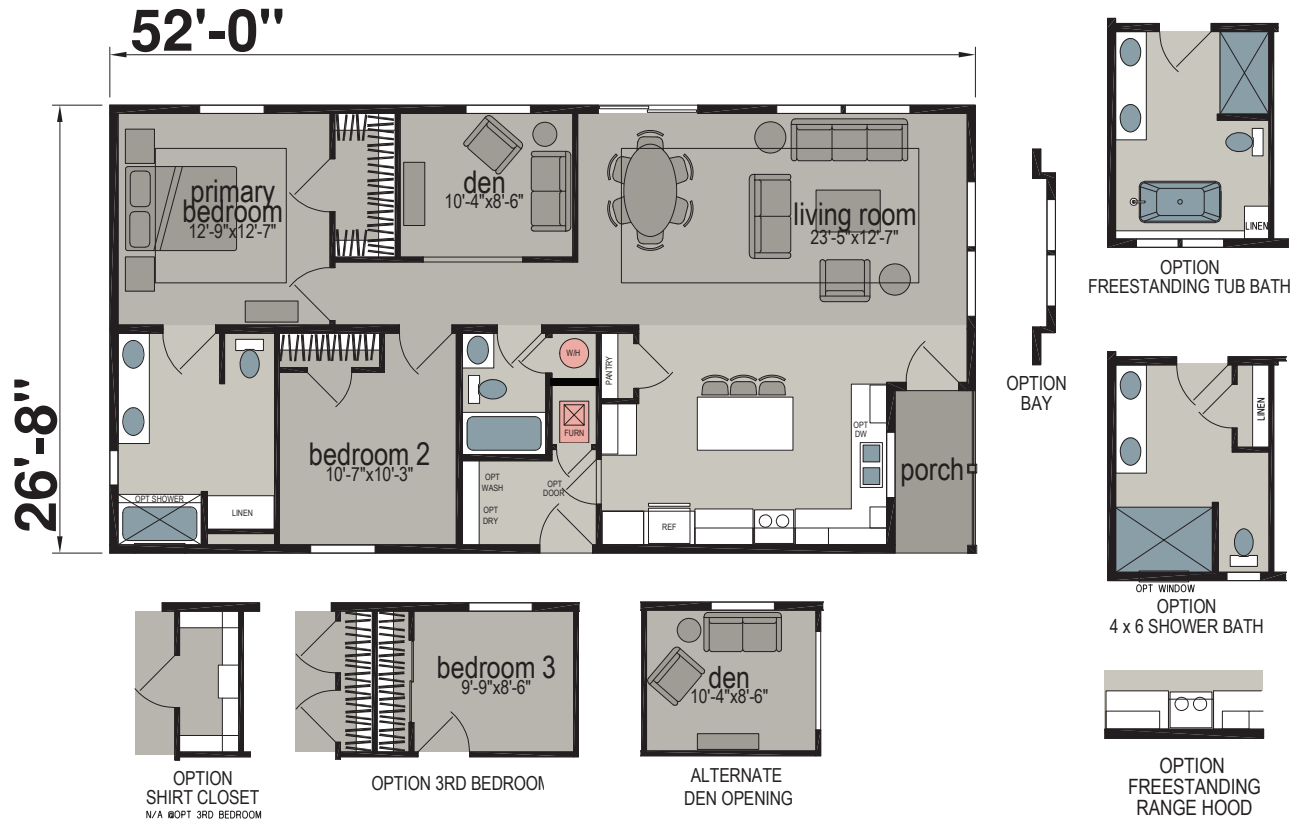 52'-0"
26'-8"
primary
bedroom
12'-9"x12'-7"
den
10'-4"x8'-6"
living room
23'-5"x12'-7"
W/H
PANTRY
FURN
bedroom 2
10'-7"x10'-3"
OPT
DW
porch
OPT SHOWER
LINEN
OPT
WASH
OPT
DRY
OPT
DOOR
REF
LINEN
OPTION
FREESTANDING TUB BATH
OPTION
BAY
LINEN
OPT WINDOW
OPTION
4 x 6 SHOWER BATH
OPTION
SHIRT CLOSET
N/A @OPT 3RD BEDROOM
bedroom 3
9'-9"x8'-6"
OPTION 3RD BEDROOM
den
10'-4"x8'-6"
ALTERNATE
DEN OPENING
OPTION
FREESTANDING
RANGE HOOD